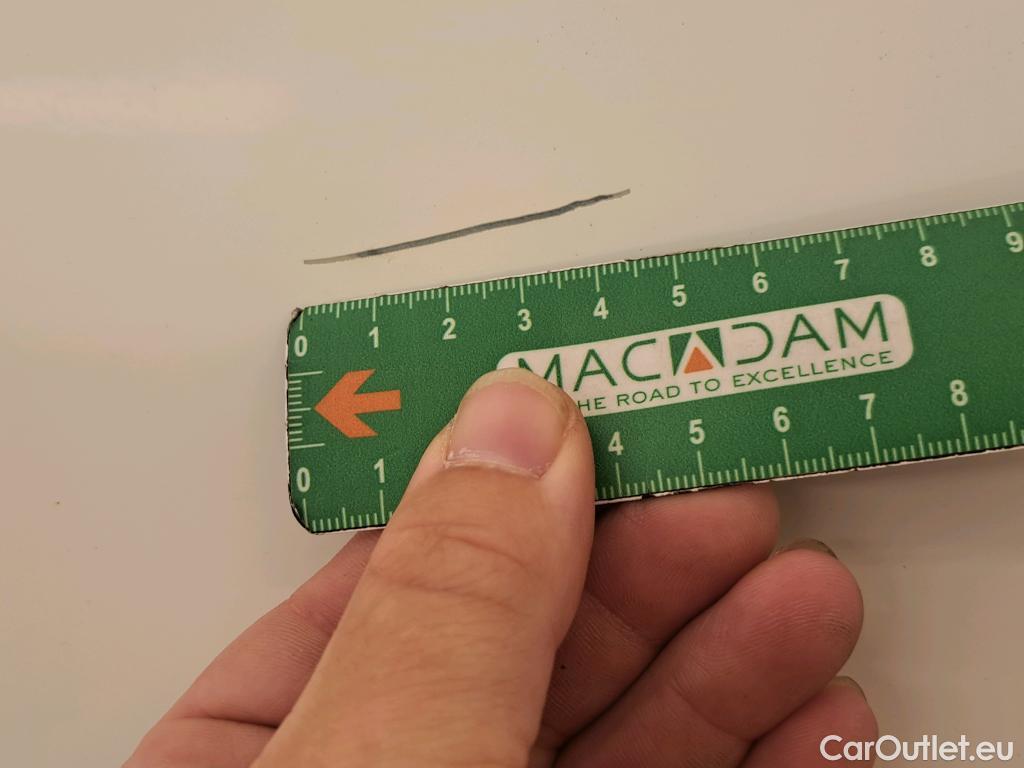 0 1 2 3 4 5 6 7 8 9
MACADAM
HE ROAD TO EXCELLENCE
0 1 4 5 6 7 8
CarOutlet.eu